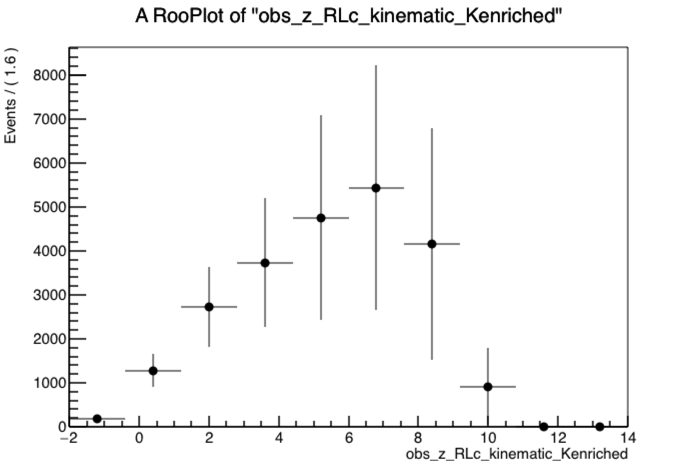 A RooPlot of "obs_z_RLc_kinematic_Kenriched"
Events / ( 1.6 )
8000
7000
6000
5000
4000
3000
2000
1000
0
−2 0 2 4 6 8 10 12 14
obs_z_RLc_kinematic_Kenriched